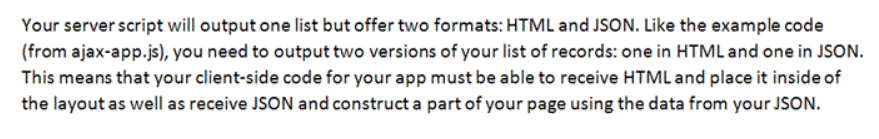 Your server script will output one list but offer two formats: HTML and JSON. Like the example code
(from ajax-app.js), you need to output two versions of your list of records: one in HTML and one in JSON.
This means that your client-side code for your app must be able to receive HTML and place it inside of
the layout as well as receive JSON and construct a part of your page using the data from your JSON.